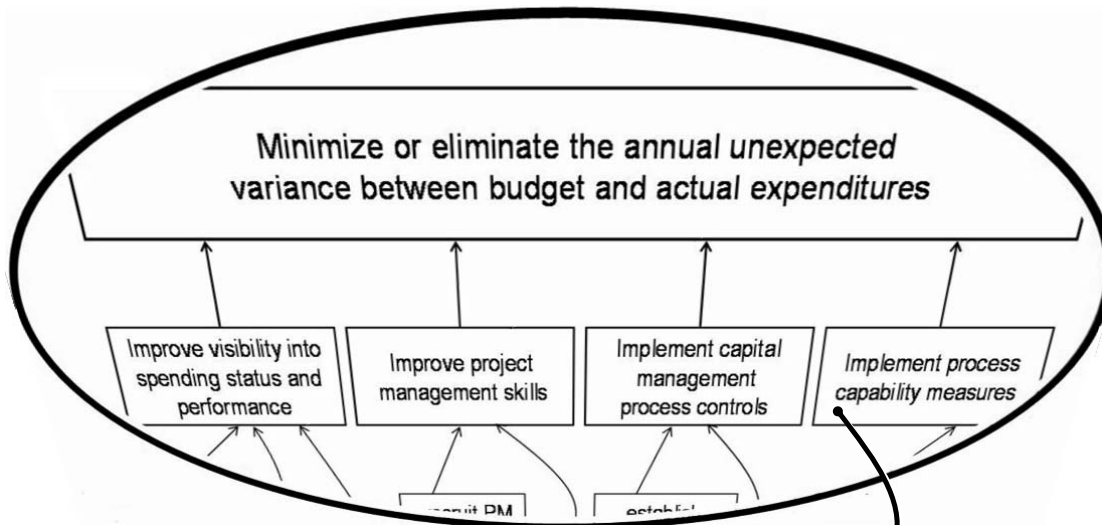 Minimize or eliminate the annual unexpected
variance between budget and actual expenditures
Improve visibility into
spending status and
performance
Improve project
management skills
Implement capital
management
process controls
Implement process
capability measures
PM